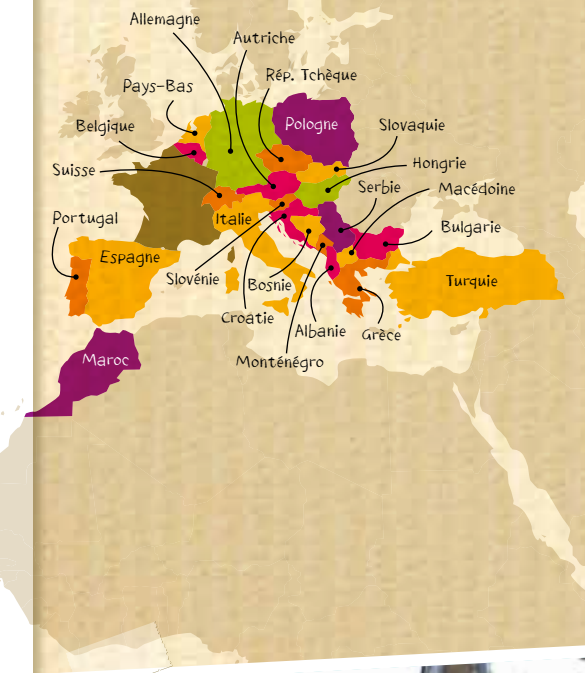 Allemagne
Autriche
Rép. Tchèque
Pays-Bas
Pologne
Belgique
Slovaquie
Suisse
Hongrie
Serbie
Macédoine
Portugal
Italie
Bulgarie
Espagne
Slovénie
Bosnie
Turquie
Croatie
Albanie
Grèce
Maroc
Monténégro